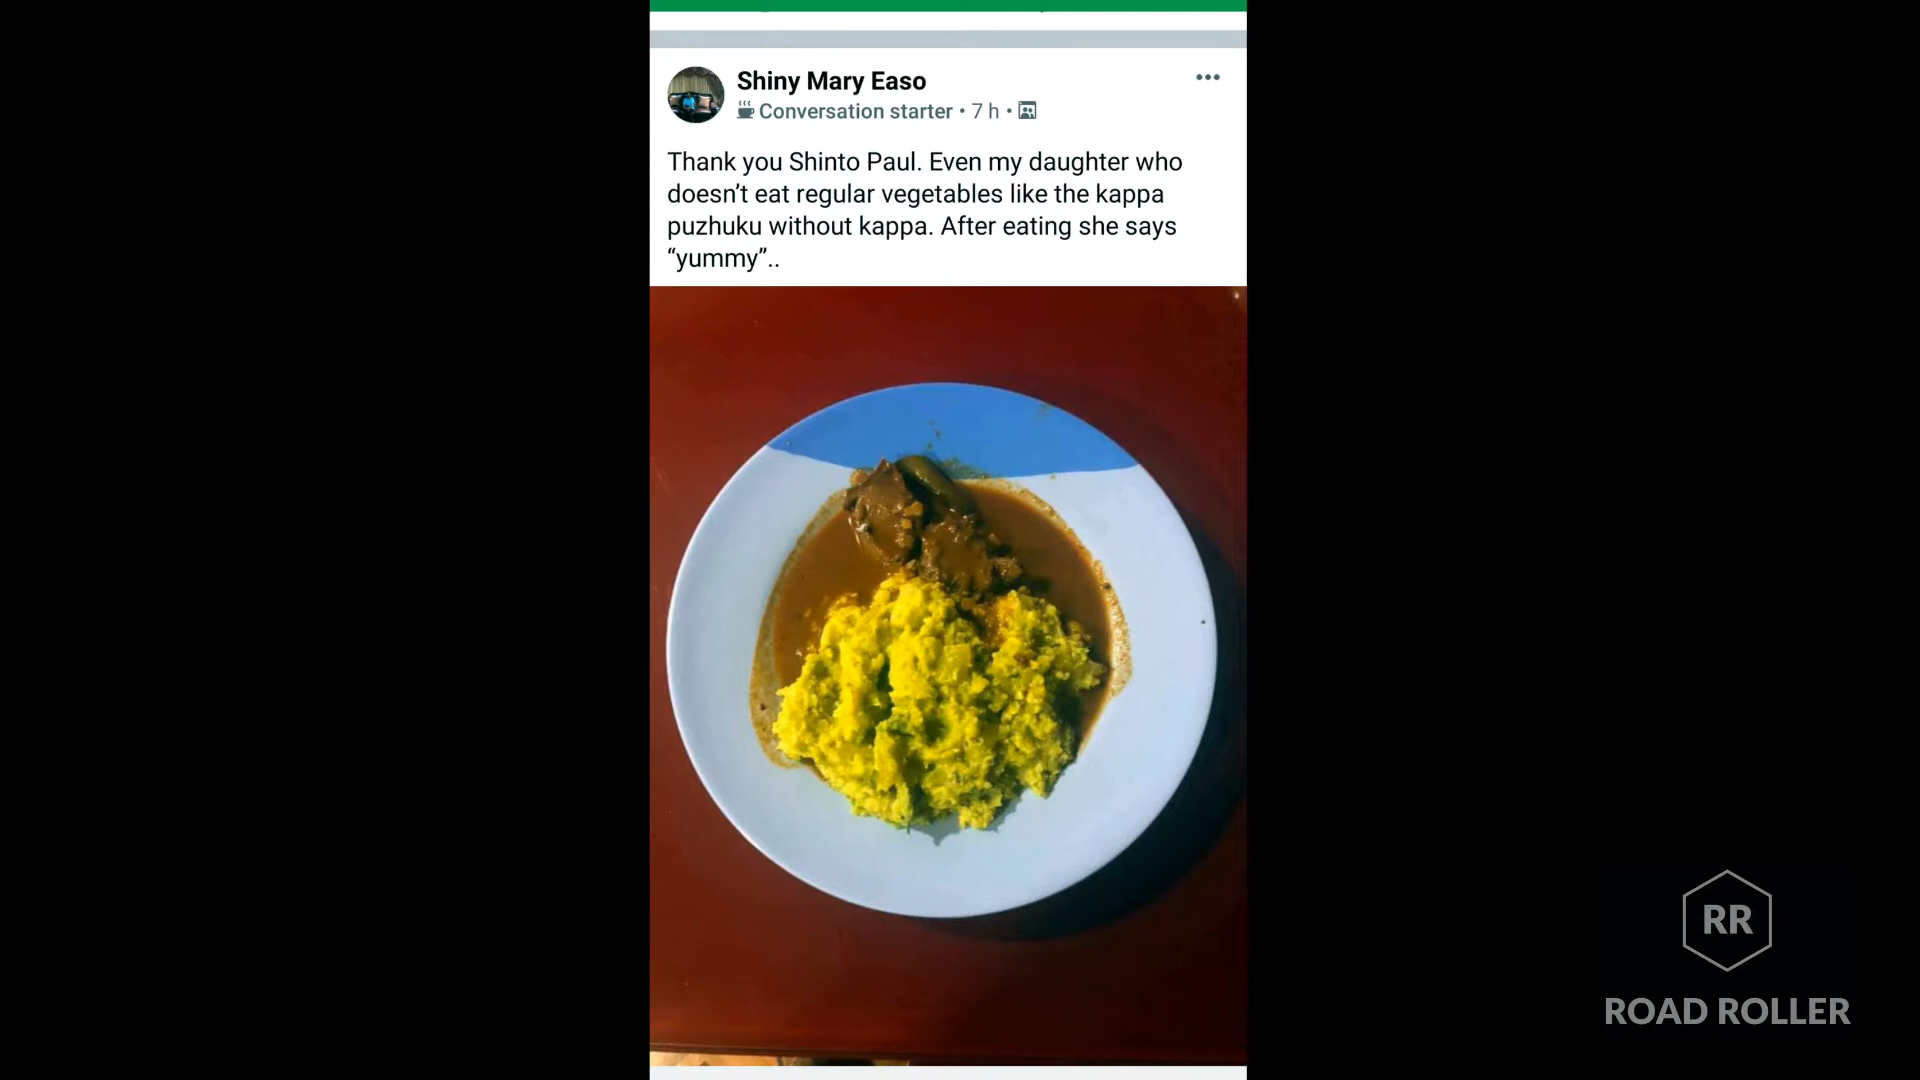 Shiny Mary Easo
Conversation starter • 7 h •
Thank you Shinto Paul. Even my daughter who
doesn’t eat regular vegetables like the kappa
puzhuku without kappa. After eating she says
“yummy”..
RR
ROAD ROLLER